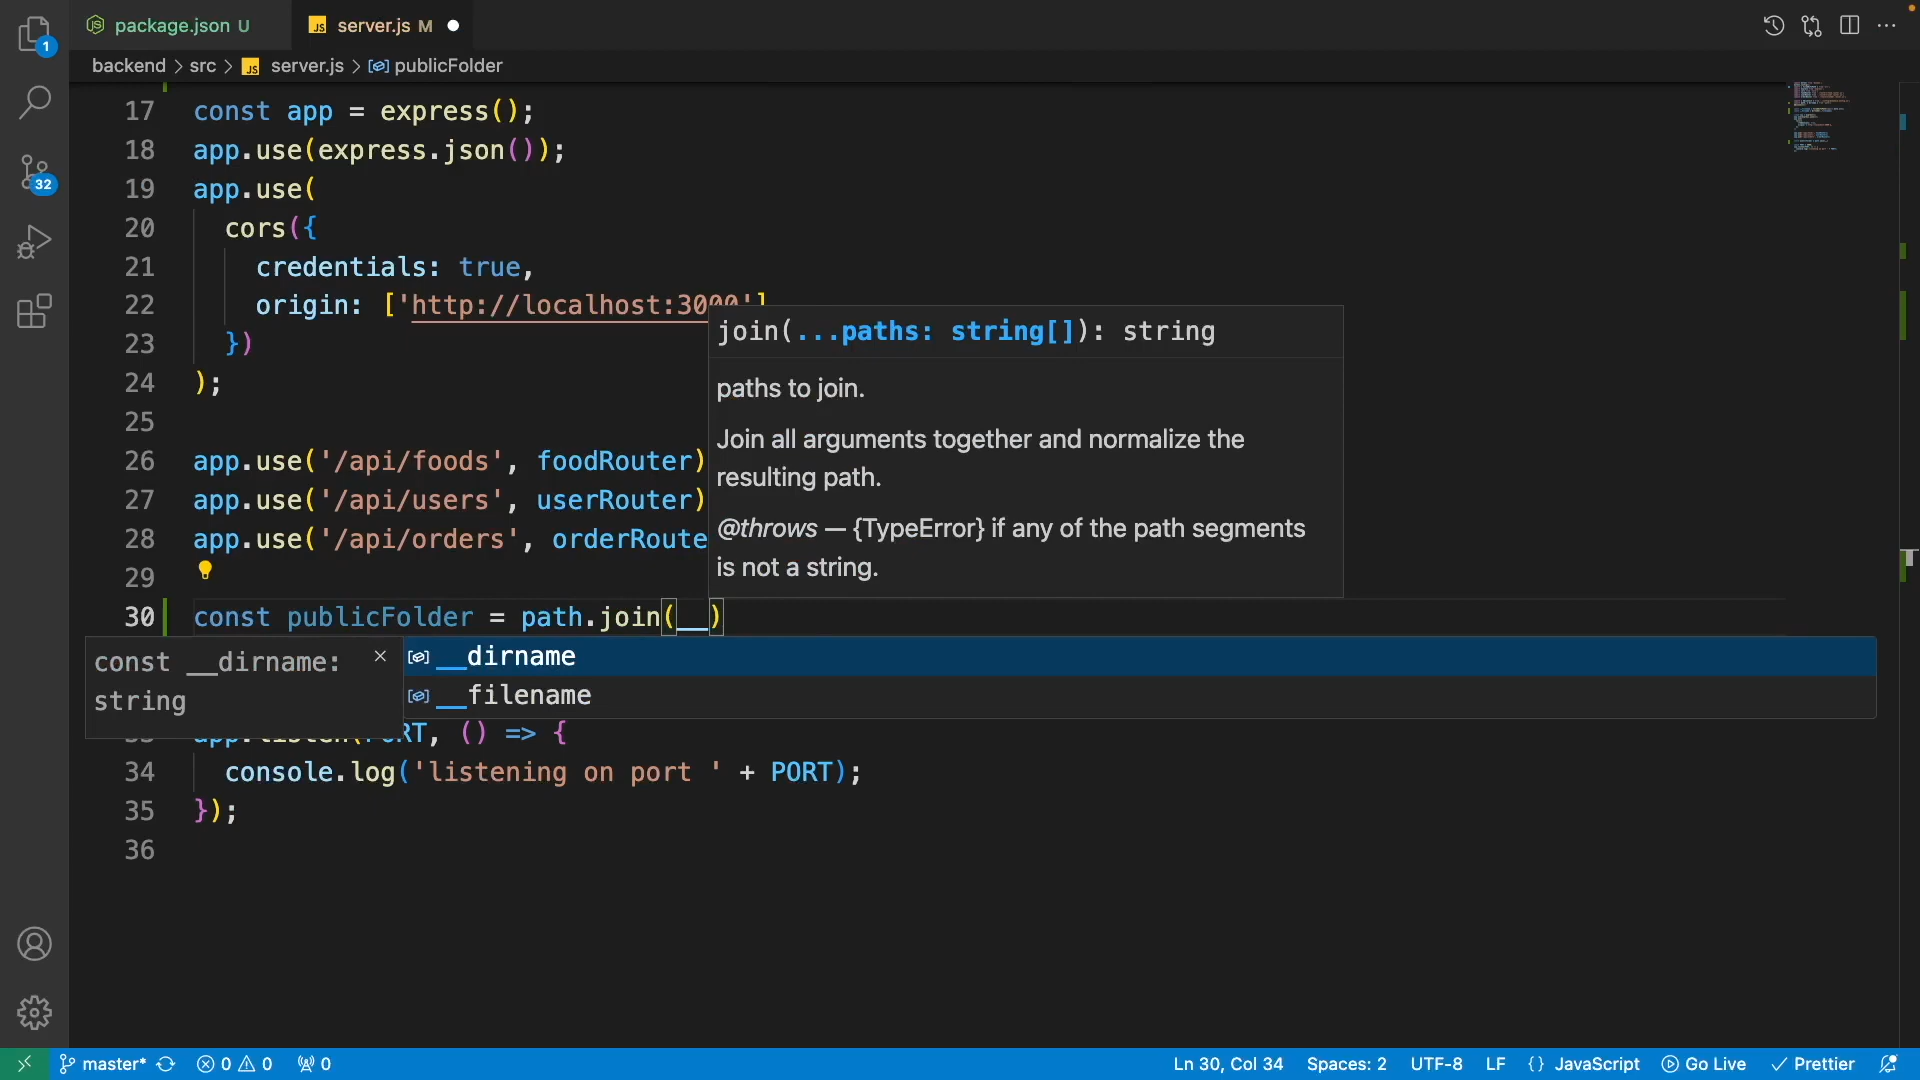 package.json U
server.js M
1
backend > src > server.js > publicFolder
17 const app = express();
18 app.use(express.json());
19 app.use(
20 cors({
21 credentials: true,
22 origin: ['http://localhost:3000']
23 })
24 );
25
26 app.use('/api/foods', foodRouter)
27 app.use('/api/users', userRouter)
28 app.use('/api/orders', orderRoute
29
30 const publicFolder = path.join(__)
join(...paths: string[]): string
paths to join.
Join all arguments together and normalize the
resulting path.
@throws — {TypeError} if any of the path segments
is not a string.
const __dirname:
string
__dirname
__filename
33 app.listen(PORT, () => {
34 console.log('listening on port ' + PORT);
35 });
36
32
master* 0 0 0
Ln 30, Col 34 Spaces: 2 UTF-8 LF {} JavaScript Go Live Prettier